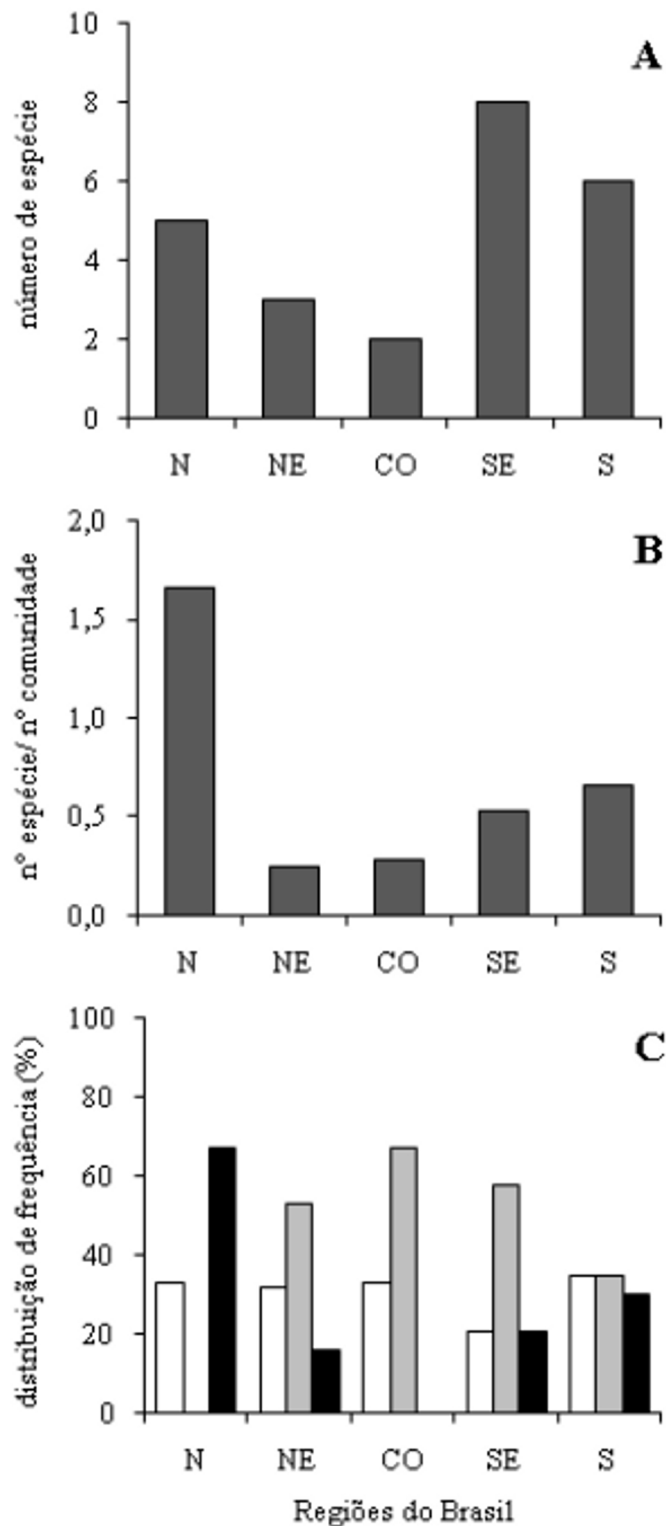 A
número de espécie
10
8
6
4
2
0
N NE CO SE S
B
nº espécie/ nº comunidade
2,0
1,5
1,0
0,5
0,0
N NE CO SE S
C
distribuição de frequência (%)
100
80
60
40
20
0
N NE CO SE S
Regiões do Brasil